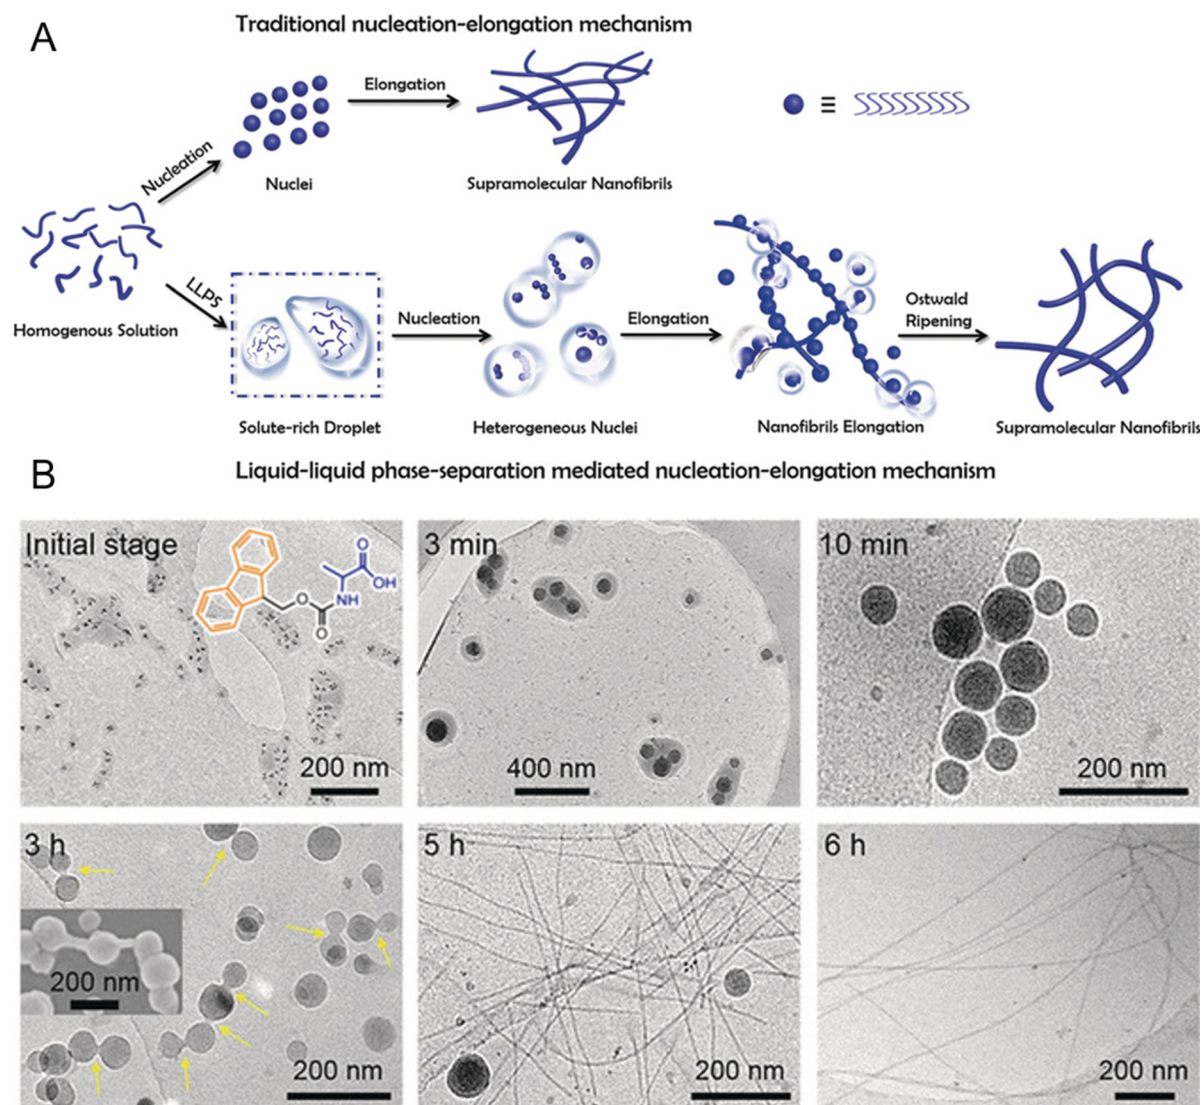 A
Traditional nucleation-elongation mechanism
Nucleation
Nuclei
Elongation
Supramolecular Nanofibrils
≡
Homogenous Solution
LLPS
Solute-rich Droplet
Nucleation
Heterogeneous Nuclei
Elongation
Nanofibrils Elongation
Ostwald
Ripening
Supramolecular Nanofibrils
B
Liquid-liquid phase-separation mediated nucleation-elongation mechanism
Initial stage
O
OH
O
NH
O
200 nm
3 min
400 nm
10 min
200 nm
3 h
200 nm
200 nm
5 h
200 nm
6 h
200 nm